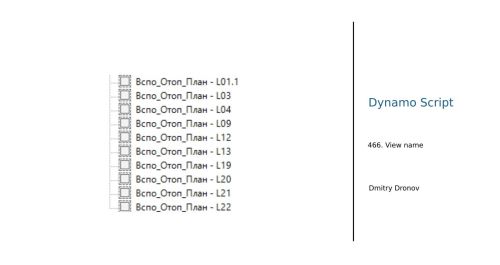 Вспо_Отоп_План - L01.1
Вспо_Отоп_План - L03
Вспо_Отоп_План - L04
Вспо_Отоп_План - L09
Вспо_Отоп_План - L12
Вспо_Отоп_План - L13
Вспо_Отоп_План - L19
Вспо_Отоп_План - L20
Вспо_Отоп_План - L21
Вспо_Отоп_План - L22
Dynamo Script
466. View name
Dmitry Dronov